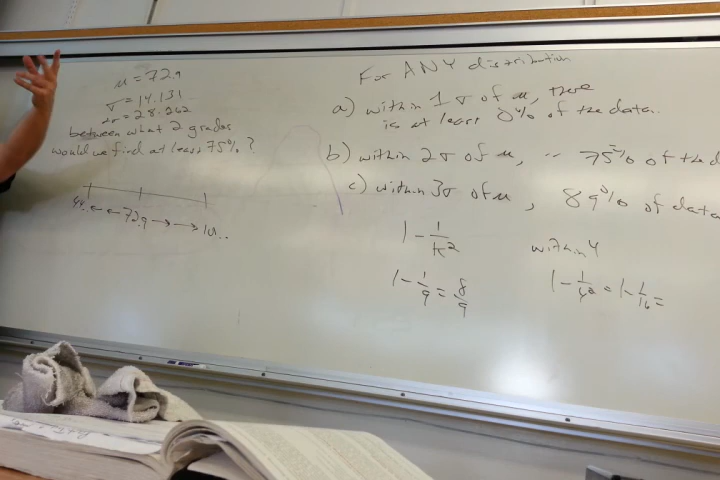 μ = 72.9
σ = 14.131
2σ = 28.262
between what 2 grades
would we find at least 75%?
44.. ← ← 72.9 → → 101..
For ANY distribution
a) within 1σ of μ, there
is at least 0% of the data.
b) within 2σ of μ, " 75% of the d
c) within 3σ of μ, 89% of data
1 - 1/k²
within 4
1 - 1/9 = 8/9
1 - 1/4² = 1 - 1/16 =